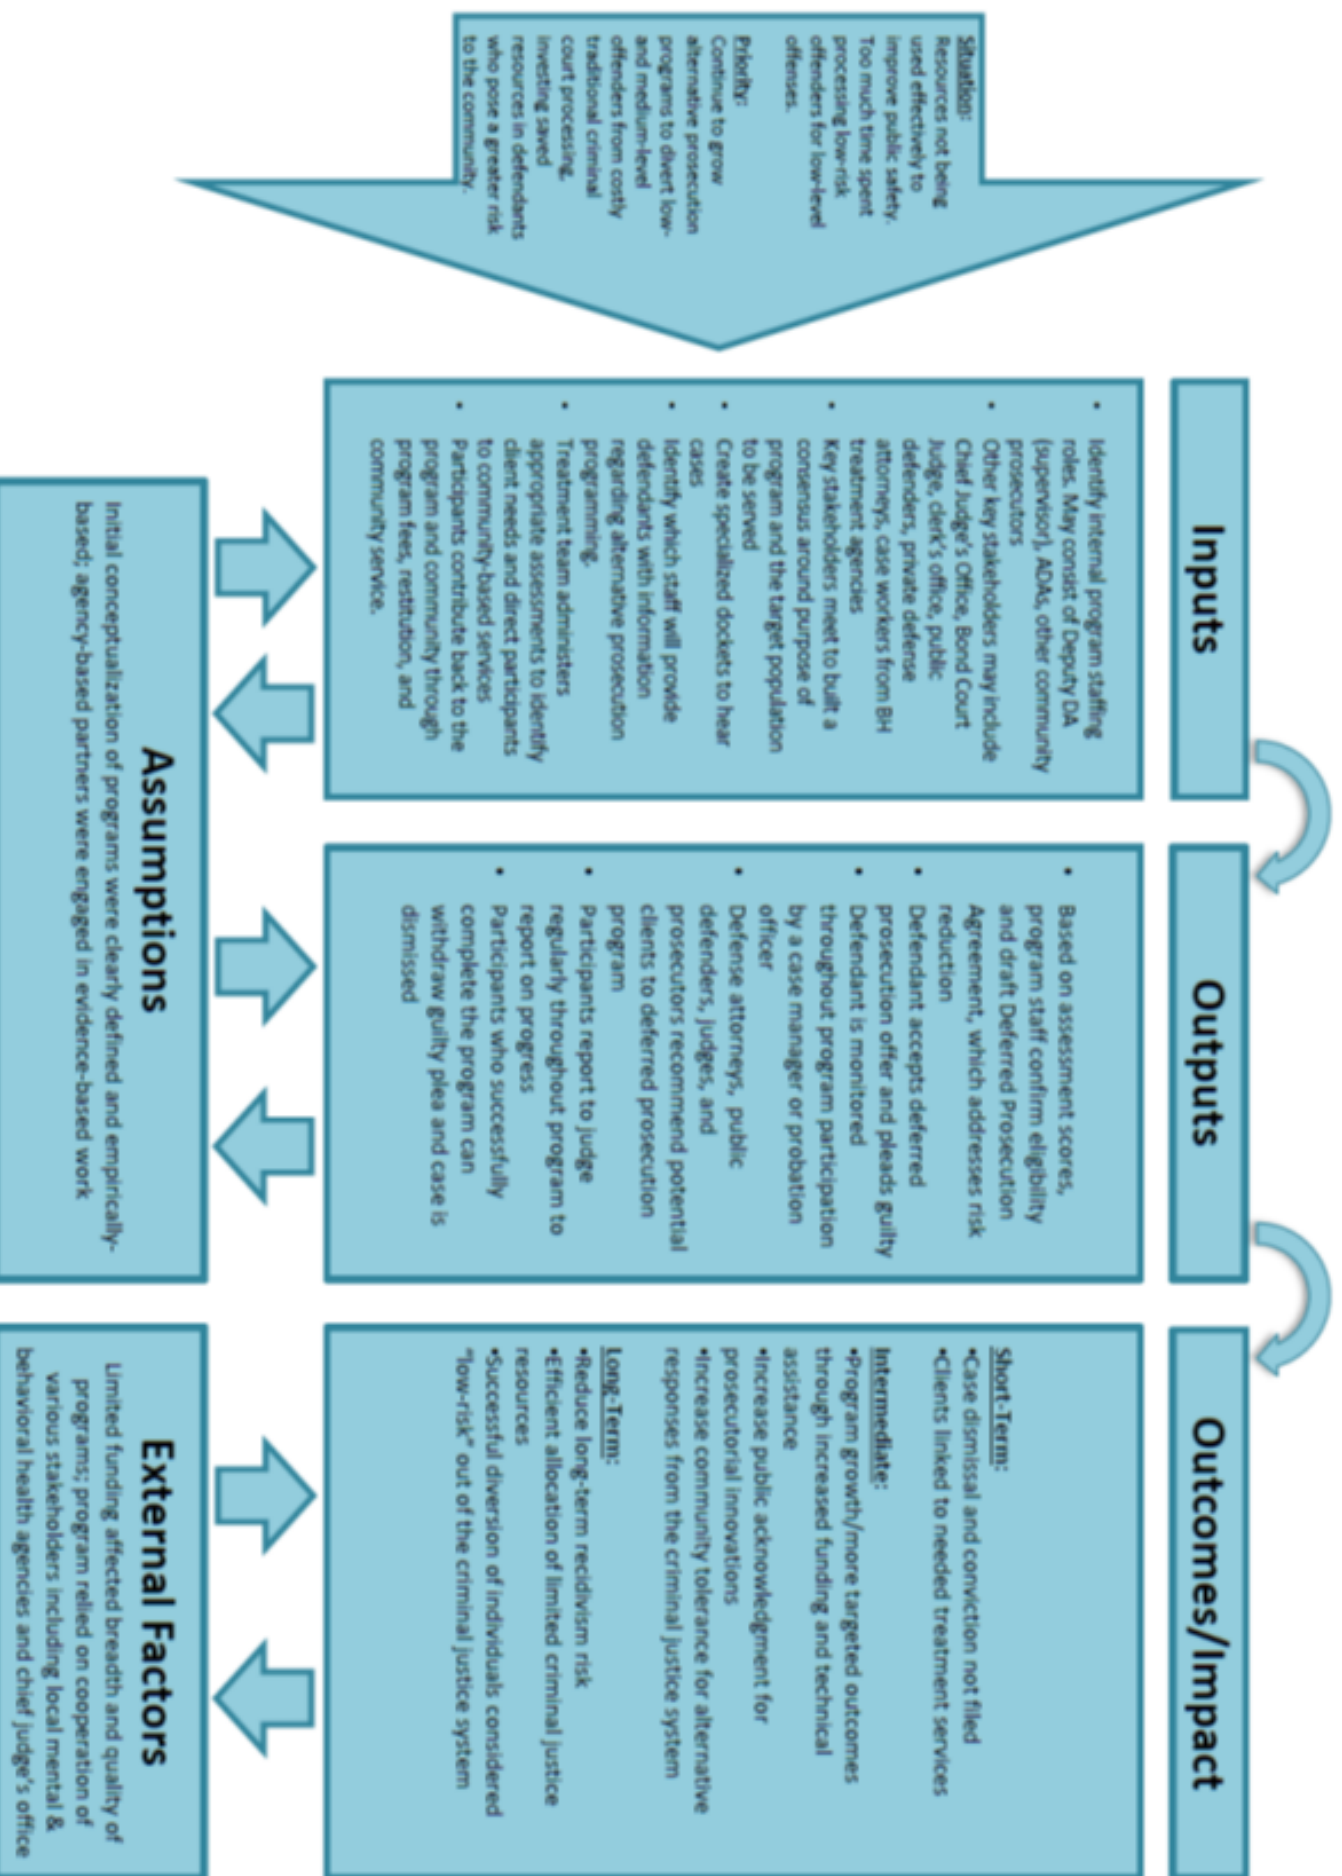 Situation:
Resources not being
used effectively to
improve public safety.
Too much time spent
processing low-risk
offenders for low-level
offenses.
Priority:
Continue to grow
alternative prosecution
programs to divert low-
and medium-level
offenders from costly
traditional criminal
court processing,
investing saved
resources in defendants
who pose a greater risk
to the community.
Inputs
• Identify internal program staffing
roles. May consist of Deputy DA
(supervisor), ADAs, other community
prosecutors
• Other key stakeholders may include
Chief Judge's Office, Bond Court
Judge, clerk's office, public
defenders, private defense
attorneys, case workers from BH
treatment agencies
• Key stakeholders meet to built a
consensus around purpose of
program and the target population
to be served
• Create specialized dockets to hear
cases
• Identify which staff will provide
defendants with information
regarding alternative prosecution
programming.
• Treatment team administers
appropriate assessments to identify
client needs and direct participants
to community-based services
• Participants contribute back to the
program and community through
program fees, restitution, and
community service.
Outputs
• Based on assessment scores,
program staff confirm eligibility
and draft Deferred Prosecution
Agreement, which addresses risk
reduction
• Defendant accepts deferred
prosecution offer and pleads guilty
• Defendant is monitored
throughout program participation
by a case manager or probation
officer
• Defense attorneys, public
defenders, judges, and
prosecutors recommend potential
clients to deferred prosecution
program
• Participants report to judge
regularly throughout program to
report on progress
• Participants who successfully
complete the program can
withdraw guilty plea and case is
dismissed
Outcomes/Impact
Short-Term:
•Case dismissal and conviction not filed
•Clients linked to needed treatment services
Intermediate:
•Program growth/more targeted outcomes
through increased funding and technical
assistance
•Increase public acknowledgment for
prosecutorial innovations
•Increase community tolerance for alternative
responses from the criminal justice system
Long-Term:
•Reduce long-term recidivism risk
•Efficient allocation of limited criminal justice
resources
•Successful diversion of individuals considered
"low-risk" out of the criminal justice system
Assumptions
Initial conceptualization of programs were clearly defined and empirically-
based; agency-based partners were engaged in evidence-based work
External Factors
Limited funding affected breadth and quality of
programs; program relied on cooperation of
various stakeholders including local mental &
behavioral health agencies and chief judge's office